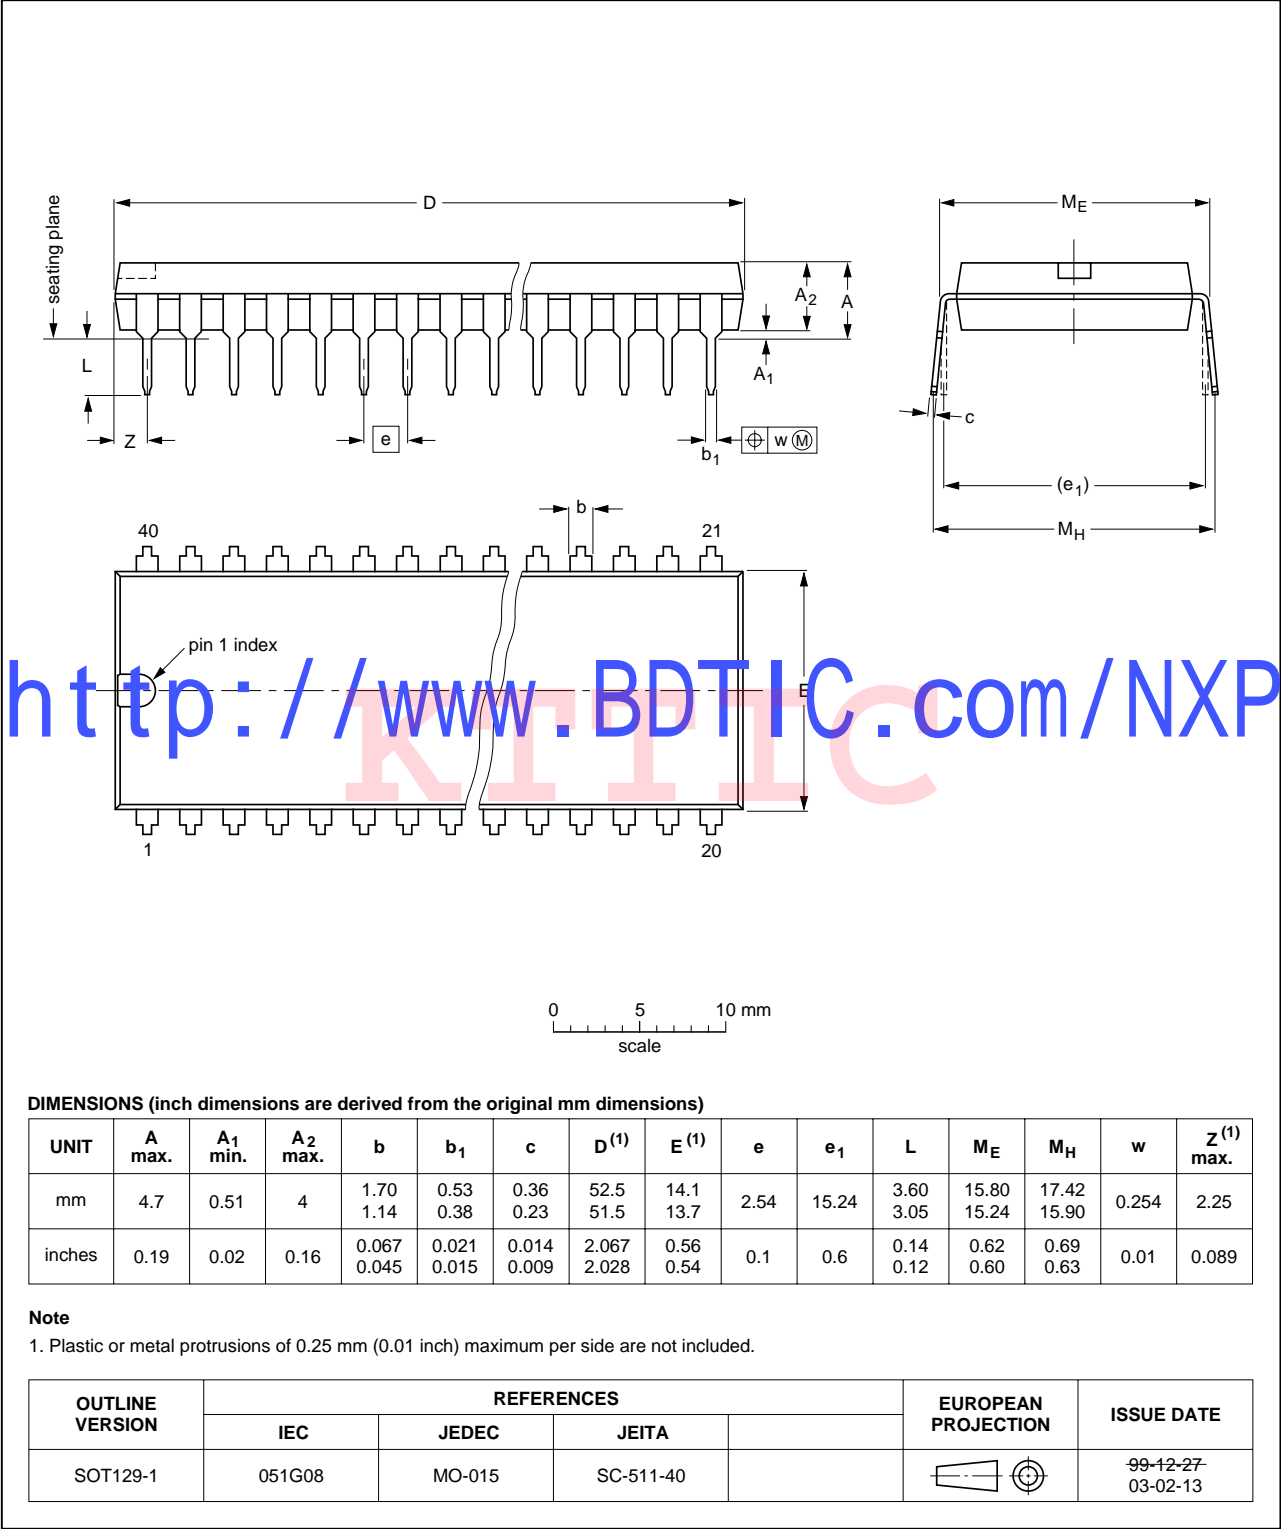 D
ME
seating plane
A2
A
L
A1
c
Z
e
b1
w M
(e1)
MH
b
40
21
pin 1 index
http://www.BDTIC.com/NXP
E
KTTIC
1
20
0 5 10 mm
scale
DIMENSIONS (inch dimensions are derived from the original mm dimensions)
UNIT A max. A1 min. A2 max. b b1 c D(1) E(1) e e1 L ME MH w Z(1) max.
mm 4.7 0.51 4 1.70 1.14 0.53 0.38 0.36 0.23 52.5 51.5 14.1 13.7 2.54 15.24 3.60 3.05 15.80 15.24 17.42 15.90 0.254 2.25
inches 0.19 0.02 0.16 0.067 0.045 0.021 0.015 0.014 0.009 2.067 2.028 0.56 0.54 0.1 0.6 0.14 0.12 0.62 0.60 0.69 0.63 0.01 0.089
Note
1. Plastic or metal protrusions of 0.25 mm (0.01 inch) maximum per side are not included.
OUTLINE VERSION REFERENCES EUROPEAN PROJECTION ISSUE DATE
IEC JEDEC JEITA
SOT129-1 051G08 MO-015 SC-511-40
99-12-27
03-02-13